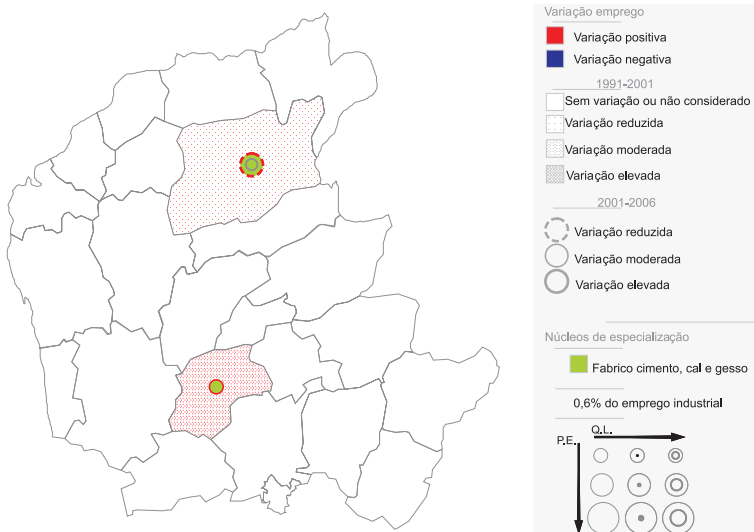 Variação emprego
Variação positiva
Variação negativa
1991-2001
Sem variação ou não considerado
Variação reduzida
Variação moderada
Variação elevada
2001-2006
Variação reduzida
Variação moderada
Variação elevada
Núcleos de especialização
Fabrico cimento, cal e gesso
0,6% do emprego industrial
Q.L.
P.E.